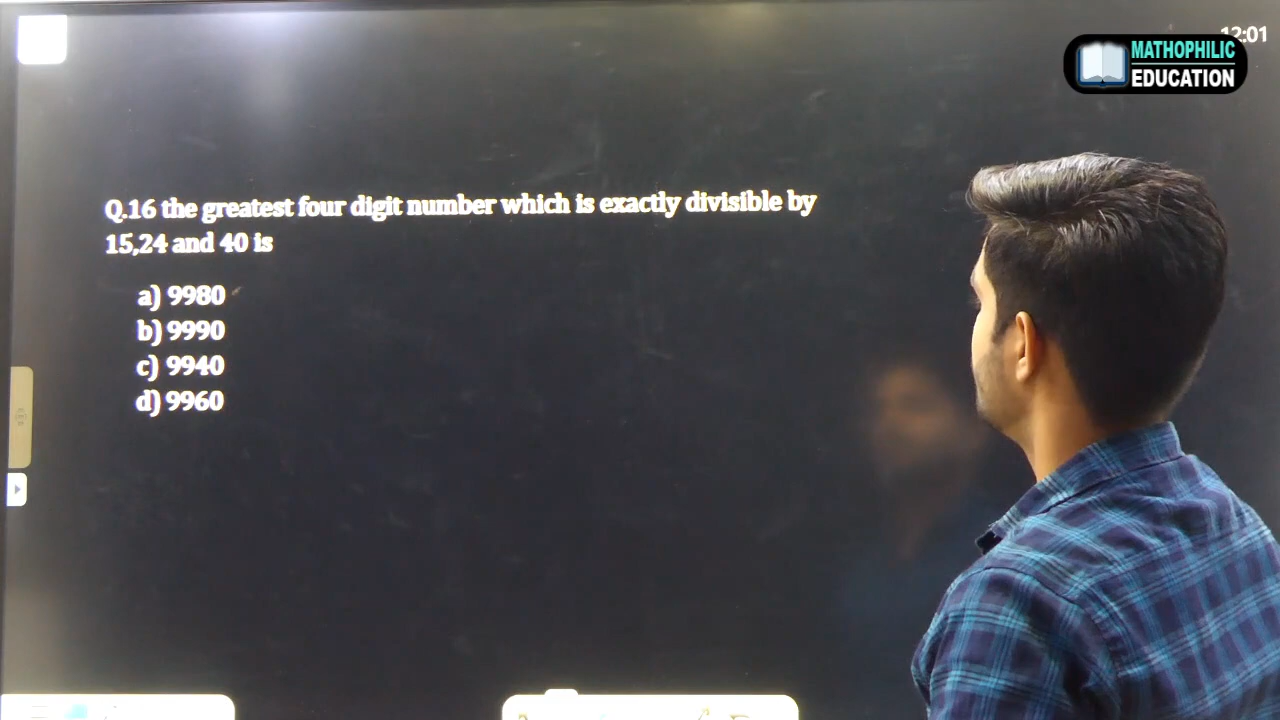 12:01
MATHOPHILIC
EDUCATION
Q.16 the greatest four digit number which is exactly divisible by
15,24 and 40 is
a) 9980
b) 9990
c) 9940
d) 9960